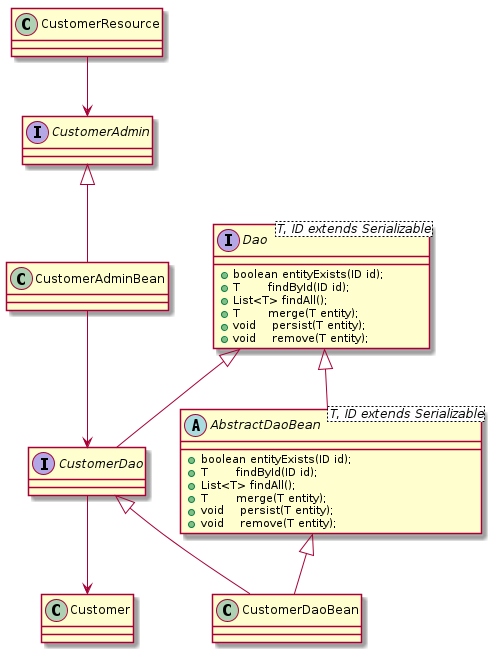 C CustomerResource
I CustomerAdmin
T, ID extends Serializable
I Dao
boolean entityExists(ID id);
T findById(ID id);
List<T> findAll();
T merge(T entity);
void persist(T entity);
void remove(T entity);
C CustomerAdminBean
T, ID extends Serializable
A AbstractDaoBean
boolean entityExists(ID id);
T findById(ID id);
List<T> findAll();
T merge(T entity);
void persist(T entity);
void remove(T entity);
I CustomerDao
C Customer
C CustomerDaoBean